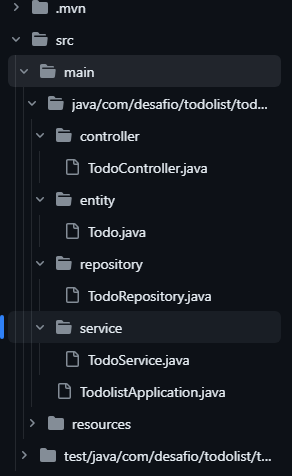 .mvn
src
main
java/com/desafio/todolist/tod...
controller
TodoController.java
entity
Todo.java
repository
TodoRepository.java
service
TodoService.java
TodolistApplication.java
resources
test/java/com/desafio/todolist/t...